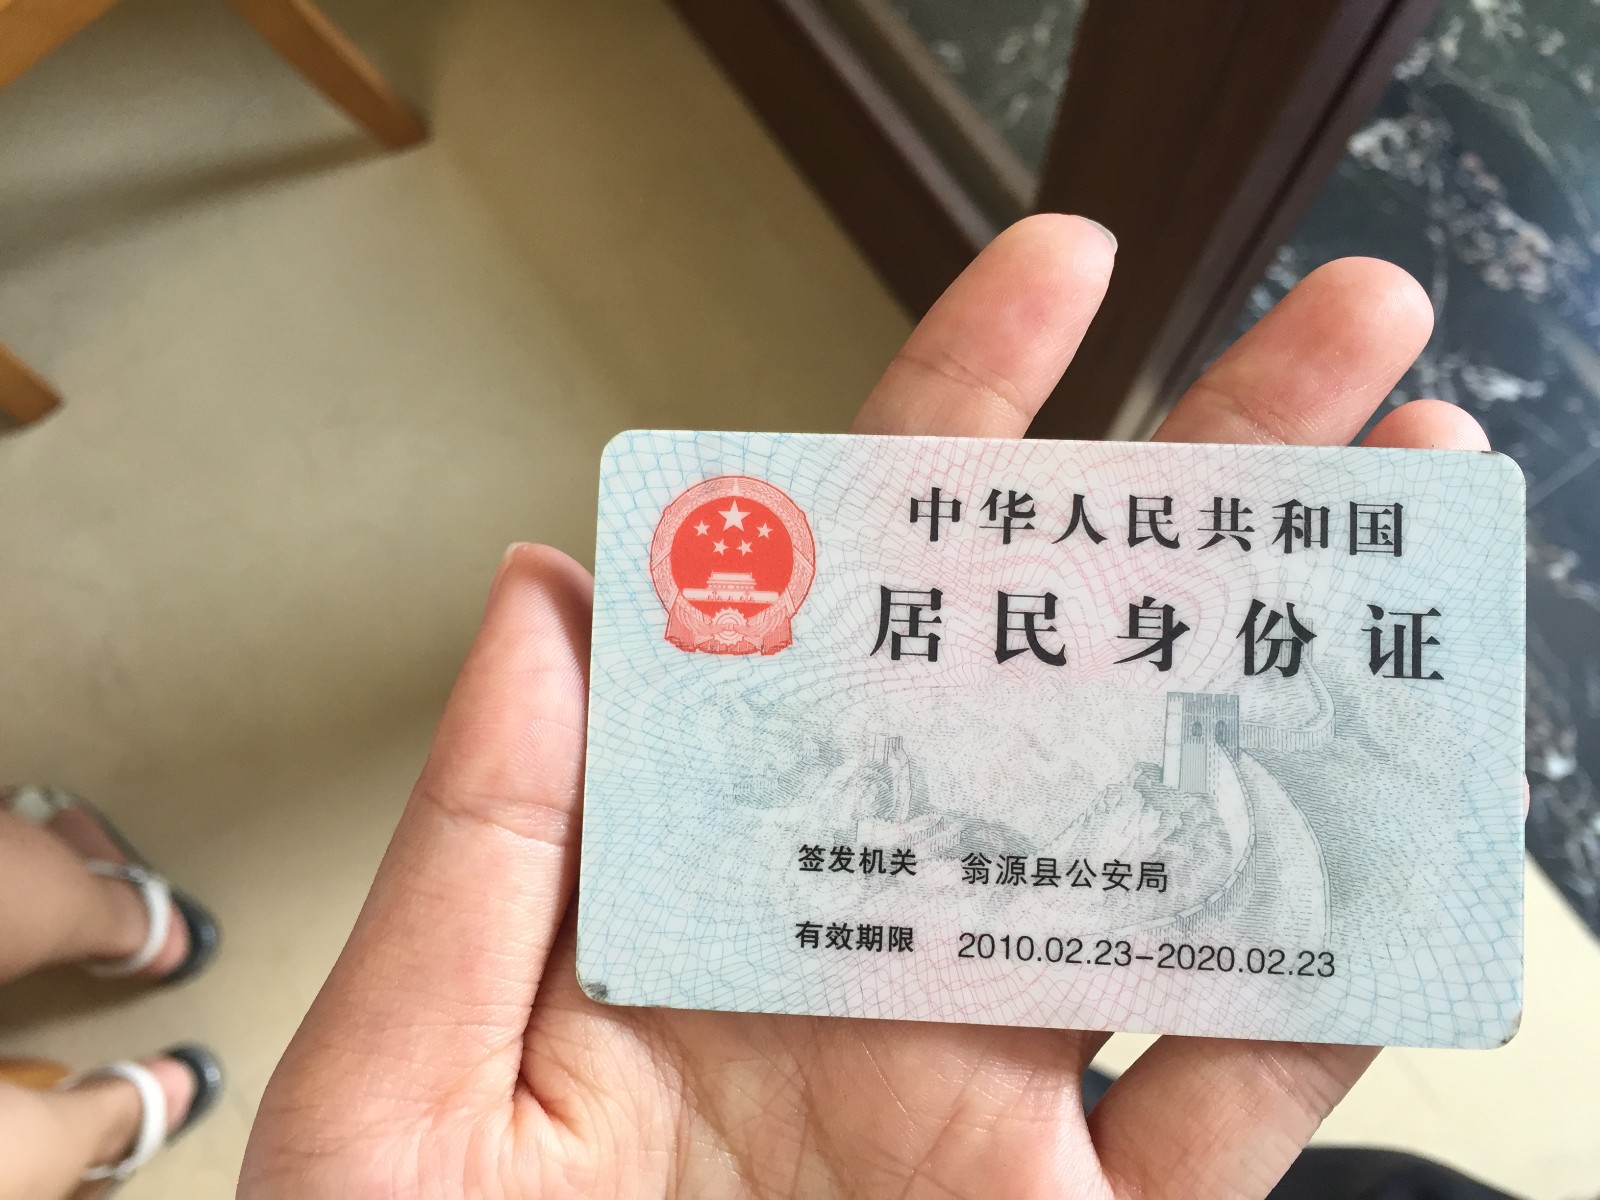 中华人民共和国
居民身份证
签发机关 翁源县公安局
有效期限 2010.02.23-2020.02.23